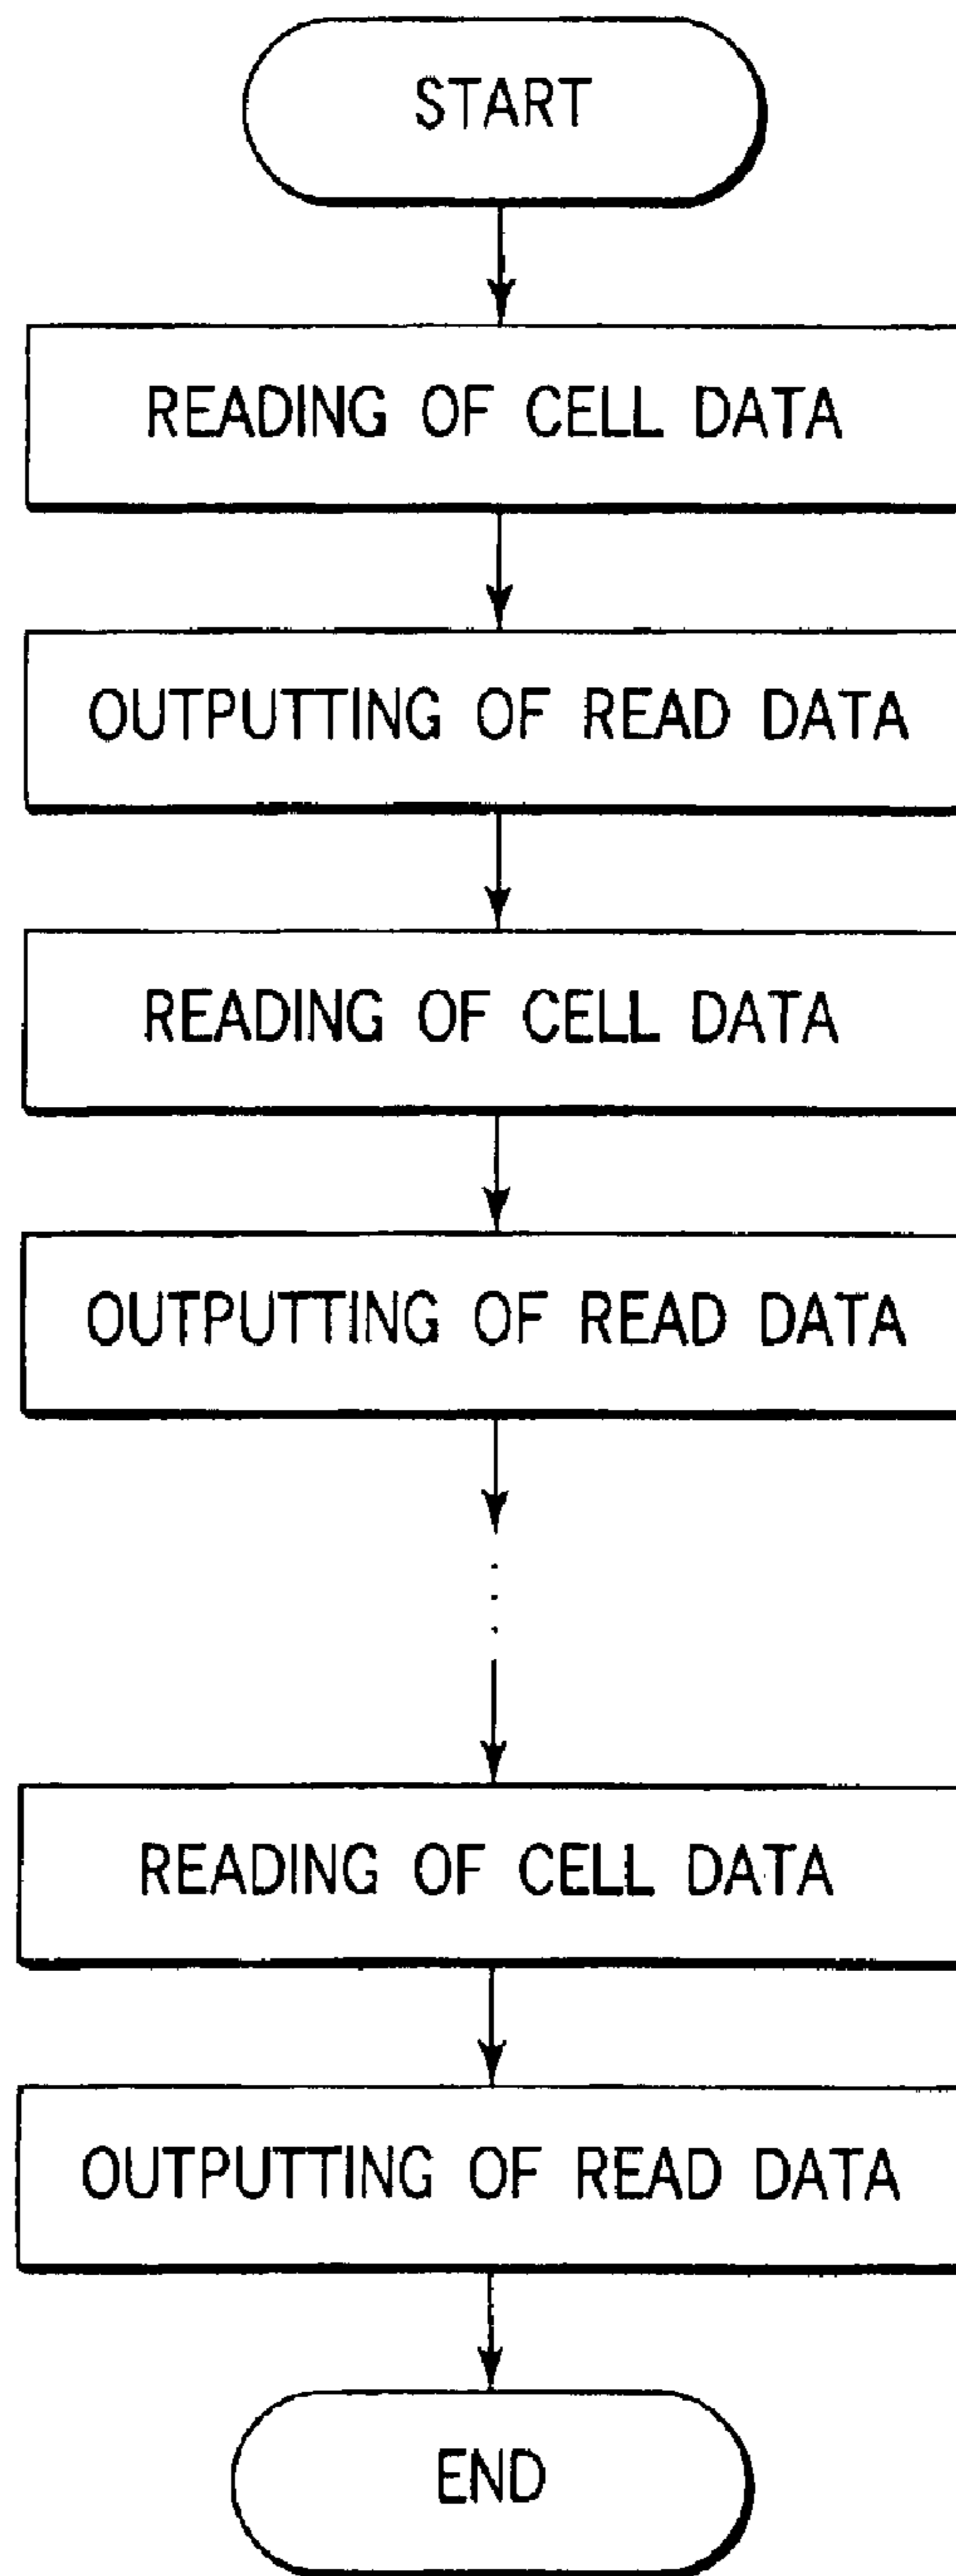 START
READING OF CELL DATA
OUTPUTTING OF READ DATA
READING OF CELL DATA
OUTPUTTING OF READ DATA
READING OF CELL DATA
OUTPUTTING OF READ DATA
END